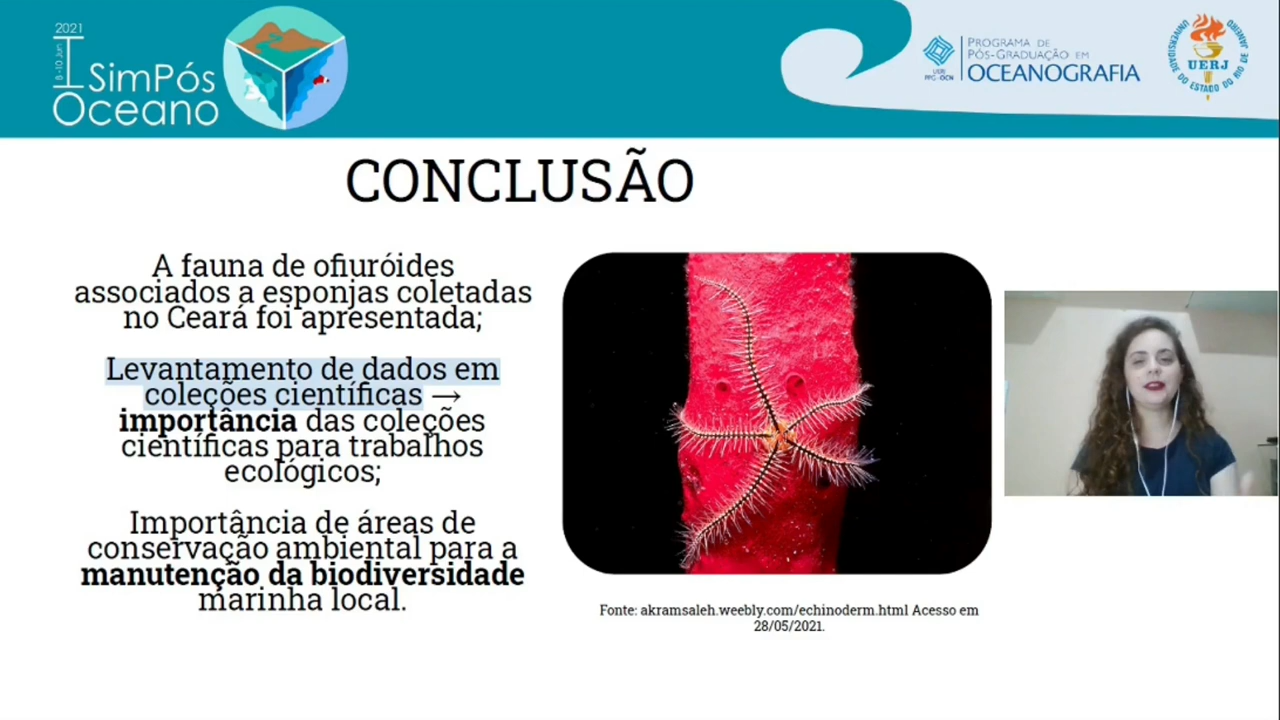 2021
I
8-10 Jun
SimPós
Oceano
UERJ
PPG-OCN
PROGRAMA DE
PÓS-GRADUAÇÃO EM
OCEANOGRAFIA
UNIVERSIDADE DO ESTADO DO RIO DE JANEIRO
UERJ
CONCLUSÃO
A fauna de ofiuróides
associados a esponjas coletadas
no Ceará foi apresentada;
Levantamento de dados em
coleções científicas →
importância das coleções
científicas para trabalhos
ecológicos;
Importância de áreas de
conservação ambiental para a
manutenção da biodiversidade
marinha local.
Fonte: akramsaleh.weebly.com/echinoderm.html Acesso em
28/05/2021.